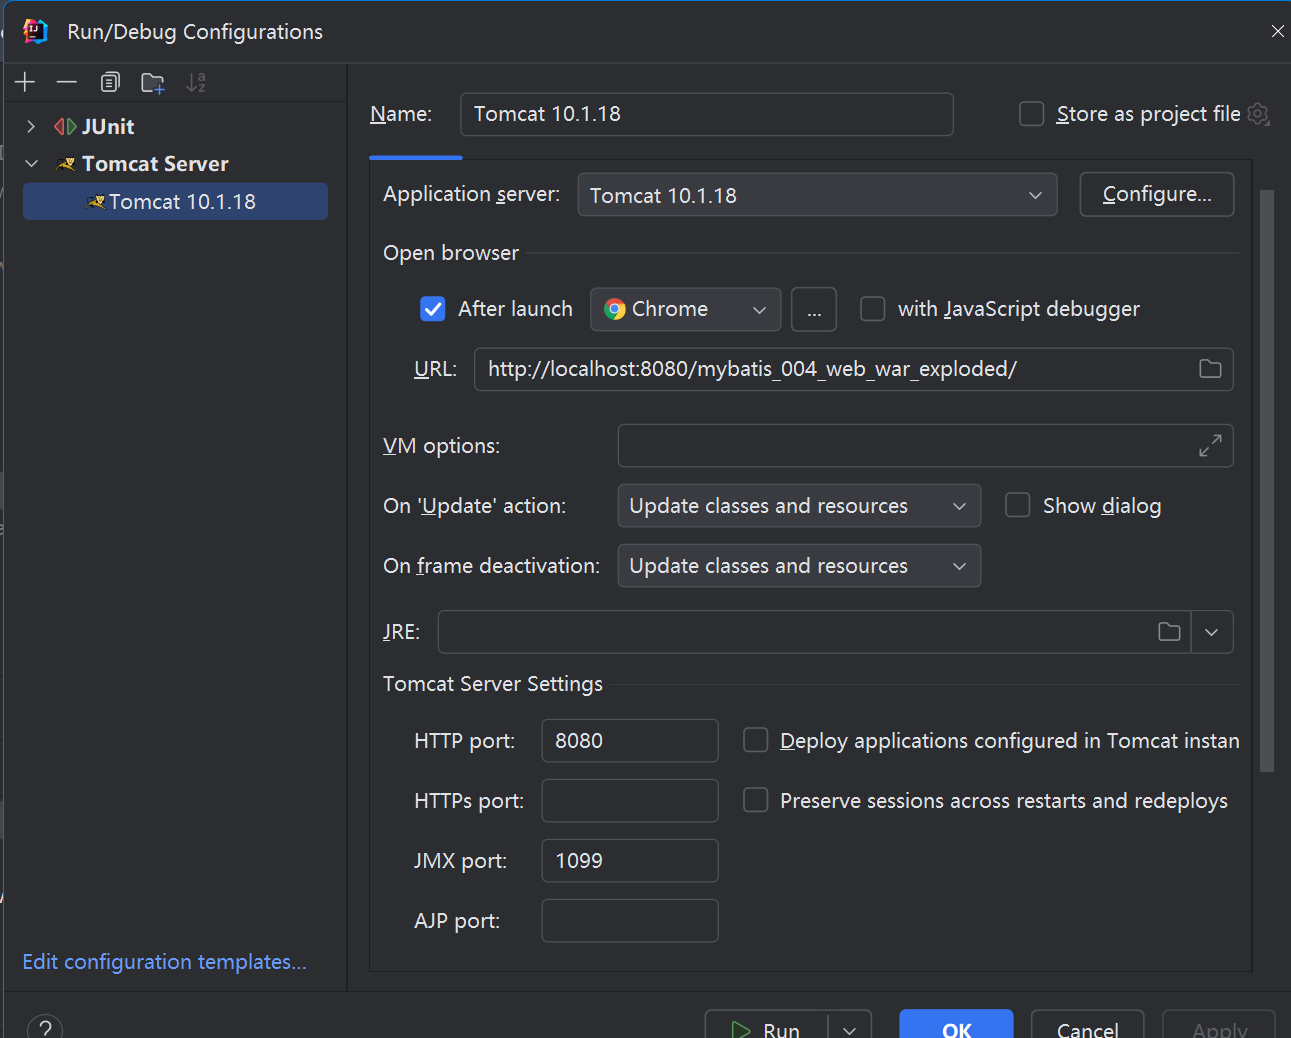 Run/Debug Configurations
JUnit
Tomcat Server
Tomcat 10.1.18
Edit configuration templates...
Name: Tomcat 10.1.18 Store as project file
Application server: Tomcat 10.1.18 Configure...
Open browser
After launch Chrome ... with JavaScript debugger
URL: http://localhost:8080/mybatis_004_web_war_exploded/
VM options:
On 'Update' action: Update classes and resources Show dialog
On frame deactivation: Update classes and resources
JRE:
Tomcat Server Settings
HTTP port: 8080 Deploy applications configured in Tomcat instan
HTTPs port: Preserve sessions across restarts and redeploys
JMX port: 1099
AJP port:
? Run OK Cancel Apply